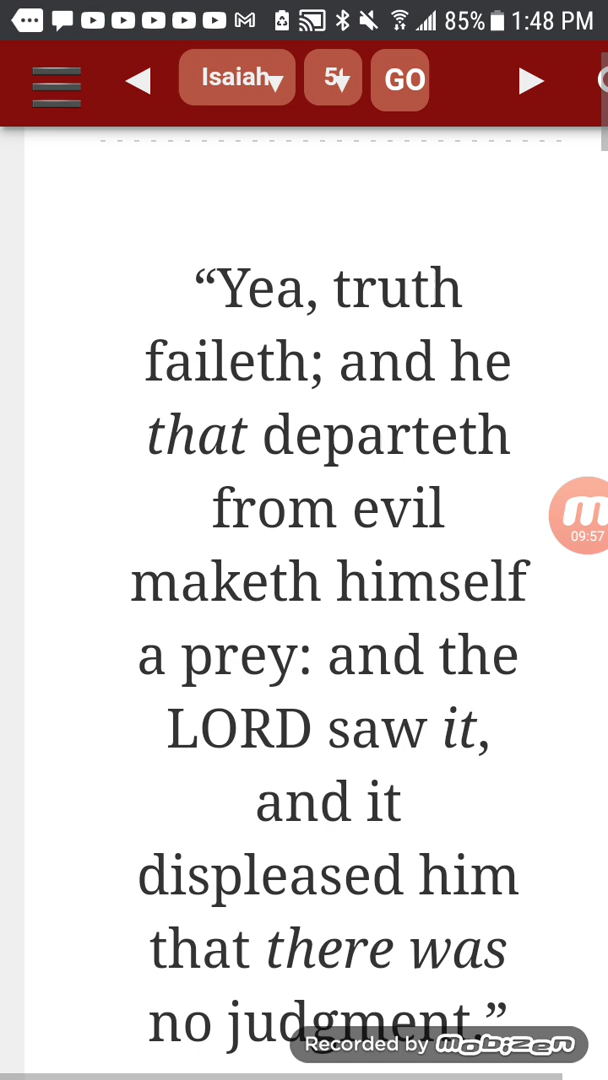 85% 1:48 PM
Isaiah GO
“Yea, truth
faileth; and he
that departeth
from evil
09:57
maketh himself
a prey: and the
LORD saw it,
and it
displeased him
that there was
no judgment.”
Recorded by mobizen